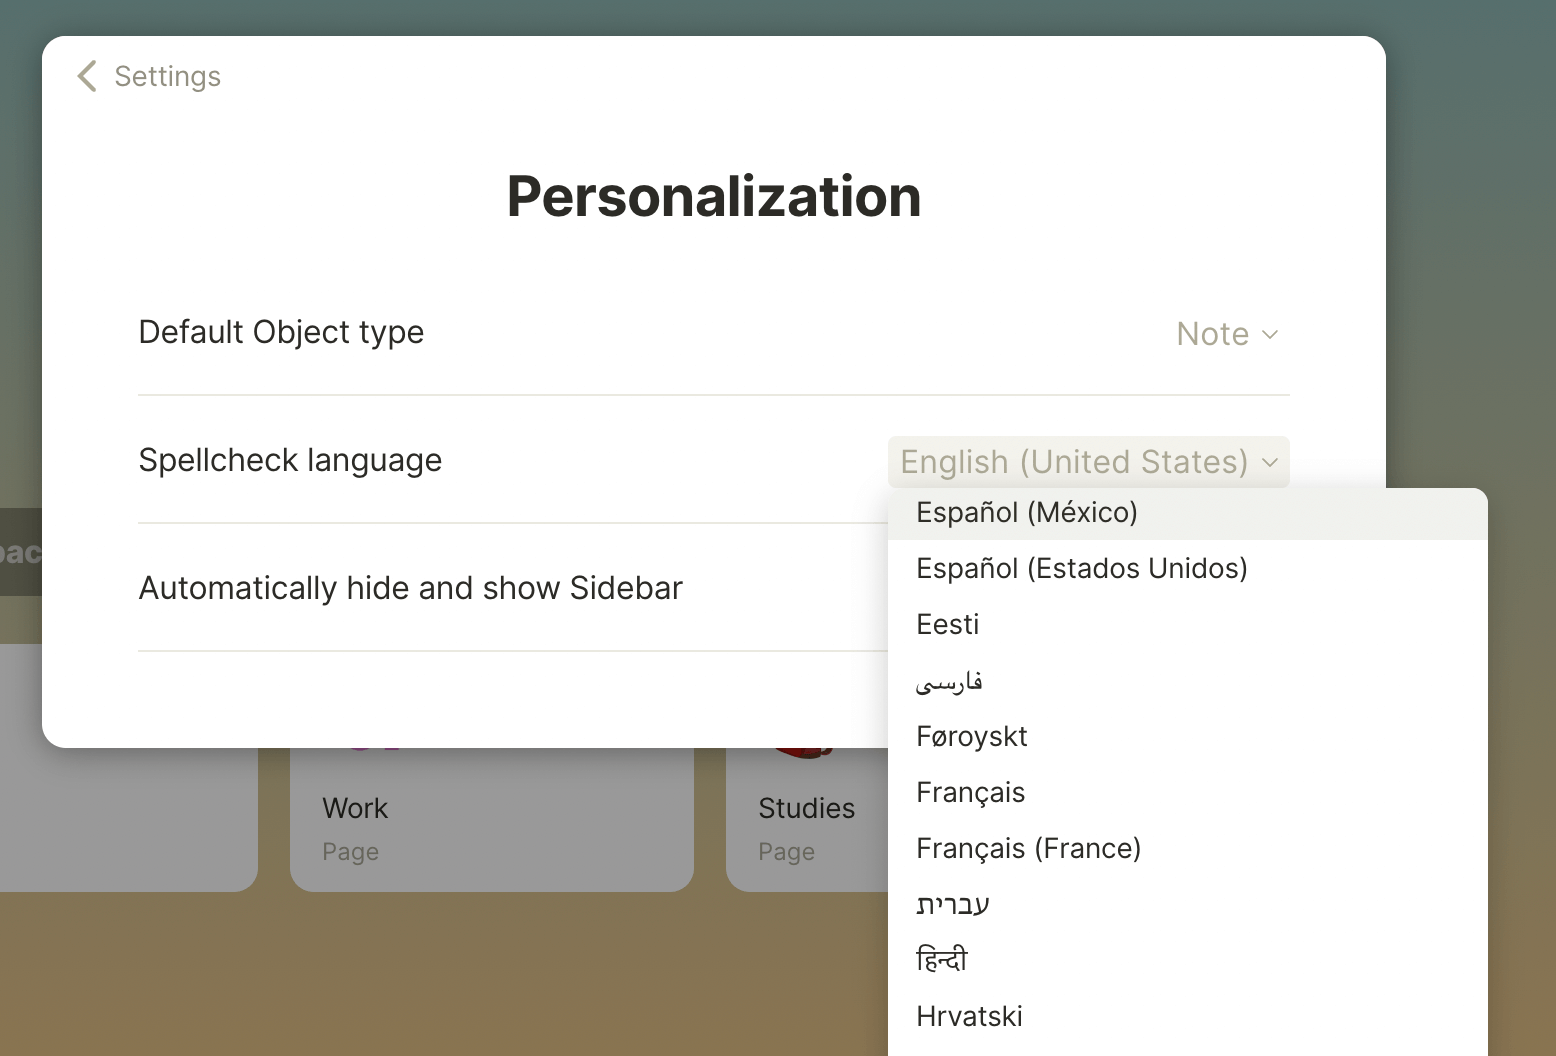 Settings
Personalization
Default Object type
Note
Spellcheck language
English (United States)
Español (México)
Español (Estados Unidos)
Eesti
فارسی
Føroyskt
Français
Français (France)
עברית
हिन्दी
Hrvatski
Automatically hide and show Sidebar
Work
Page
Studies
Page